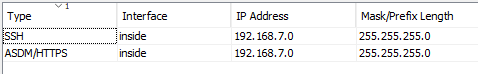 Type 1 Interface IP Address Mask/Prefix Length
SSH inside 192.168.7.0 255.255.255.0
ASDM/HTTPS inside 192.168.7.0 255.255.255.0